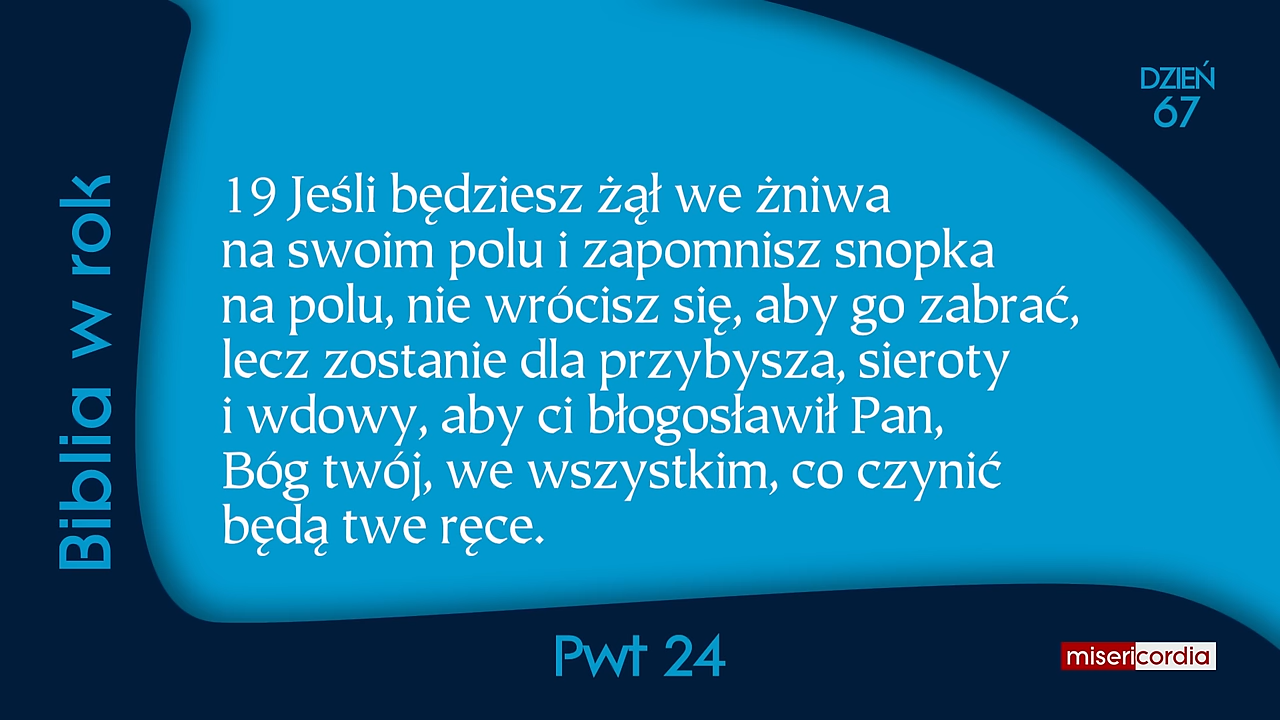 DZIEŃ
67
Biblia w rok
19 Jeśli będziesz żął we żniwa
na swoim polu i zapomnisz snopka
na polu, nie wrócisz się, aby go zabrać,
lecz zostanie dla przybysza, sieroty
i wdowy, aby ci błogosławił Pan,
Bóg twój, we wszystkim, co czynić
będą twe ręce.
Pwt 24
misericordia